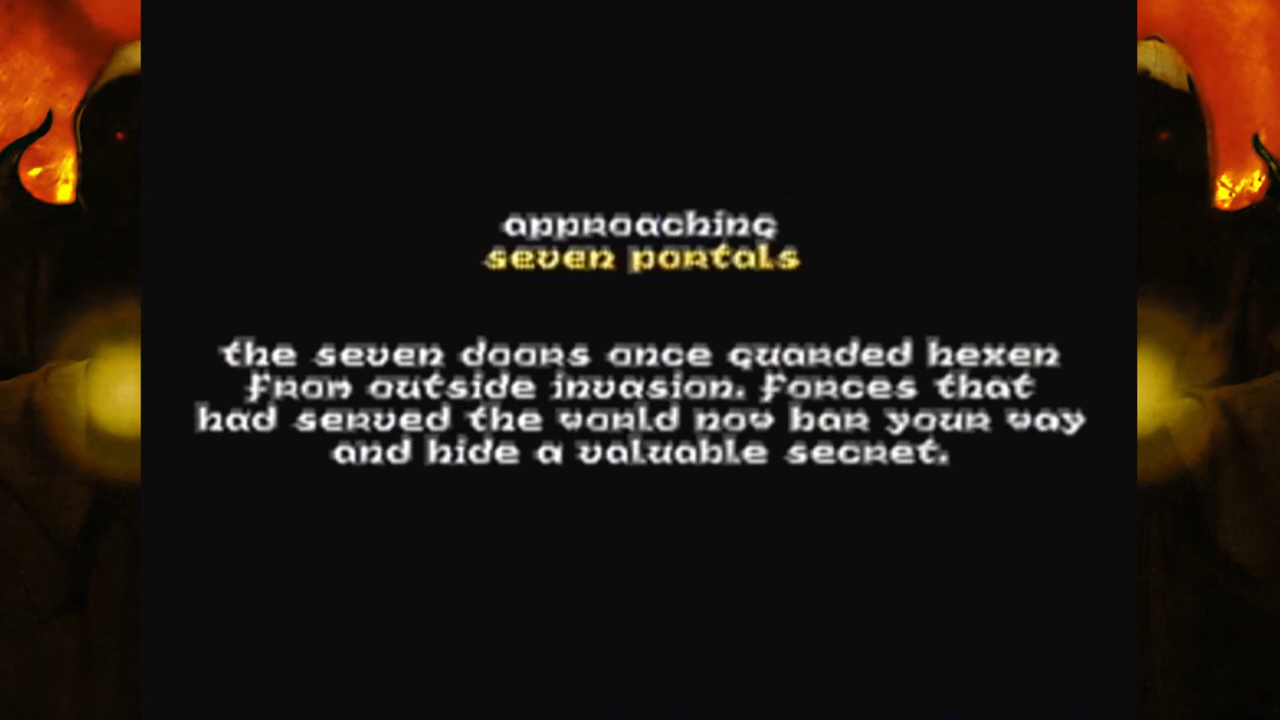 approaching
seven portals
the seven doors once guarded hexen
from outside invasion. forces that
had served the world now bar your way
and hide a valuable secret.